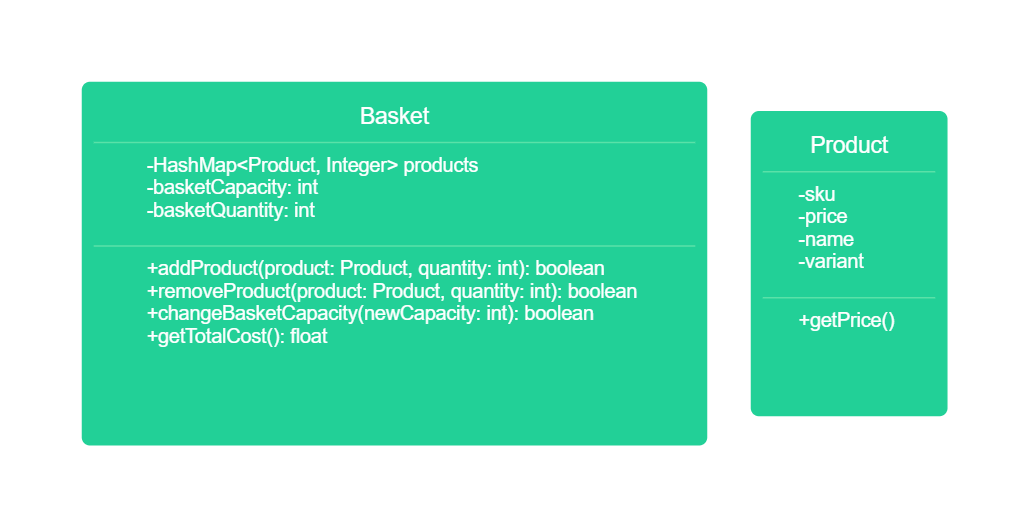 Basket
-HashMap<Product, Integer> products
-basketCapacity: int
-basketQuantity: int
+addProduct(product: Product, quantity: int): boolean
+removeProduct(product: Product, quantity: int): boolean
+changeBasketCapacity(newCapacity: int): boolean
+getTotalCost(): float
Product
-sku
-price
-name
-variant
+getPrice()